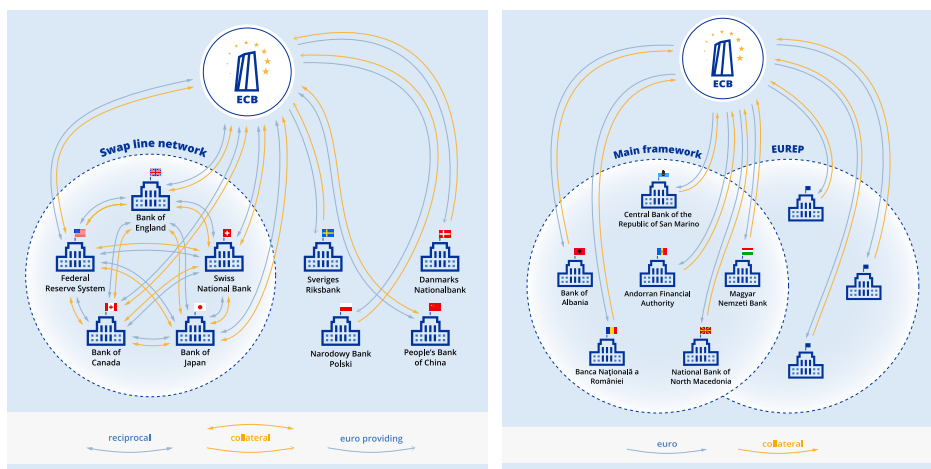 ECB
Swap line network
Bank of
England
Federal
Reserve System
Swiss
National Bank
Bank of
Canada
Bank of
Japan
Sveriges
Riksbank
Danmarks
Nationalbank
Narodowy Bank
Polski
People's Bank
of China
reciprocal
collateral
euro providing
ECB
Main framework
EUREP
Central Bank of the
Republic of San Marino
Bank of
Albania
Andorran Financial
Authority
Magyar
Nemzeti Bank
Banca Naţională a
României
National Bank of
North Macedonia
euro
collateral